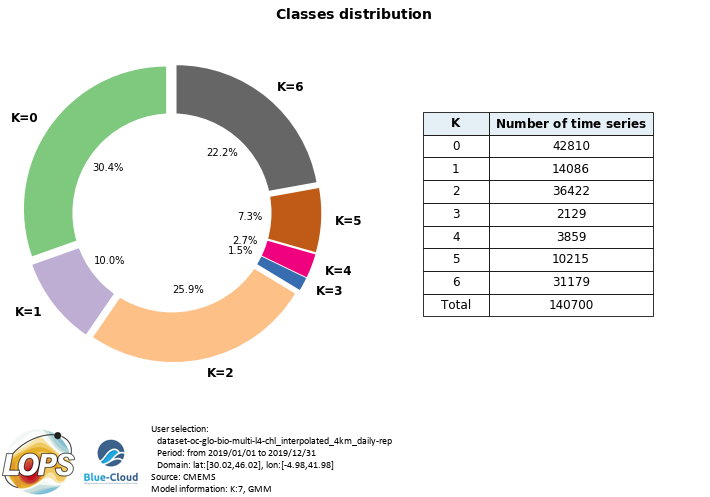 Classes distribution
K=0
K=6
22.2%
30.4%
7.3%
K=5
2.7%
1.5%
10.0%
K=4
K=3
25.9%
K=1
K=2
K Number of time series
0 42810
1 14086
2 36422
3 2129
4 3859
5 10215
6 31179
Total 140700
User selection:
dataset-oc-glo-bio-multi-l4-chl_interpolated_4km_daily-rep
Period: from 2019/01/01 to 2019/12/31
Domain: lat:[30.02,46.02], lon:[-4.98,41.98]
Source: CMEMS
Model information: K:7, GMM
LOPS
Blue-Cloud